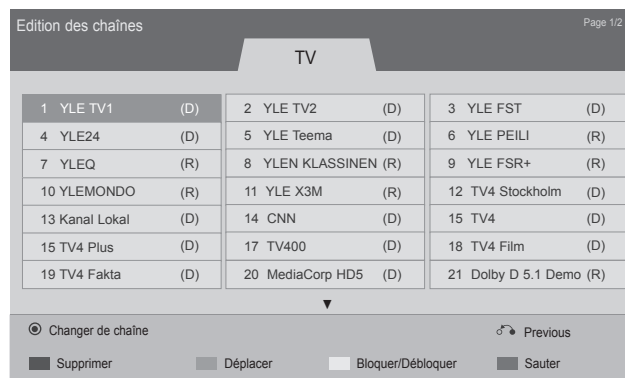 Edition des chaînes Page 1/2
TV
1 YLE TV1 (D) 2 YLE TV2 (D) 3 YLE FST (D)
4 YLE24 (D) 5 YLE Teema (D) 6 YLE PEILI (R)
7 YLEQ (R) 8 YLEN KLASSINEN (R) 9 YLE FSR+ (R)
10 YLEMONDO (R) 11 YLE X3M (R) 12 TV4 Stockholm (D)
13 Kanal Lokal (D) 14 CNN (D) 15 TV4 (D)
15 TV4 Plus (D) 17 TV400 (D) 18 TV4 Film (D)
19 TV4 Fakta (D) 20 MediaCorp HD5 (D) 21 Dolby D 5.1 Demo (R)
Changer de chaîne Previous
Supprimer Déplacer Bloquer/Débloquer Sauter